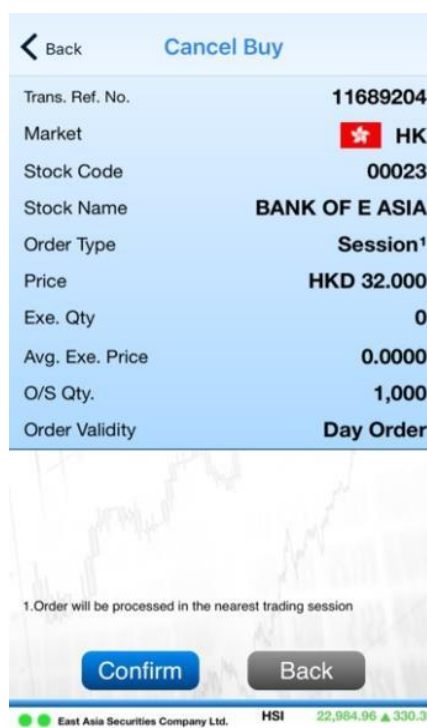 Back Cancel Buy
Trans. Ref. No. 11689204
Market HK
Stock Code 00023
Stock Name BANK OF E ASIA
Order Type Session¹
Price HKD 32.000
Exe. Qty 0
Avg. Exe. Price 0.0000
O/S Qty. 1,000
Order Validity Day Order
1.Order will be processed in the nearest trading session
Confirm Back
East Asia Securities Company Ltd. HSI 22,984.96 ▲ 330.3